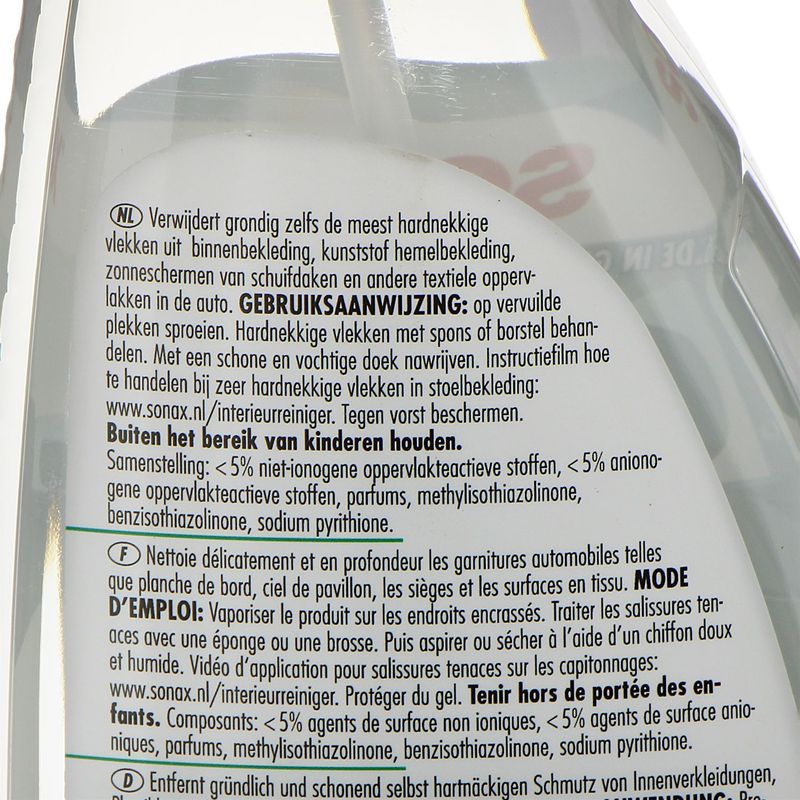 NL Verwijdert grondig zelfs de meest hardnekkige
vlekken uit binnenbekleding, kunststof hemelbekleding,
zonneschermen van schuifdaken en andere textiele opperv-
lakken in de auto. GEBRUIKSAANWIJZING: op vervuilde
plekken sproeien. Hardnekkige vlekken met spons of borstel behan-
delen. Met een schone en vochtige doek nawrijven. Instructiefilm hoe
te handelen bij zeer hardnekkige vlekken in stoelbekleding:
www.sonax.nl/interieurreiniger. Tegen vorst beschermen.
Buiten het bereik van kinderen houden.
Samenstelling: <5% niet-ionogene oppervlakteactieve stoffen, <5% aniono-
gene oppervlakteactieve stoffen, parfums, methylisothiazolinone,
benzisothiazolinone, sodium pyrithione.
F Nettoie délicatement et en profondeur les garnitures automobiles telles
que planche de bord, ciel de pavillon, les sièges et les surfaces en tissu. MODE
D'EMPLOI: Vaporiser le produit sur les endroits encrassés. Traiter les salissures ten-
aces avec une éponge ou une brosse. Puis aspirer ou sécher à l'aide d'un chiffon doux
et humide. Vidéo d'application pour salissures tenaces sur les capitonnages:
www.sonax.nl/interieurreiniger. Protéger du gel. Tenir hors de portée des en-
fants. Composants: <5% agents de surface non ioniques, <5% agents de surface anio-
niques, parfums, methylisothiazolinone, benzisothiazolinone, sodium pyrithione.
D Entfernt gründlich und schonend selbst hartnäckigen Schmutz von Innenverkleidungen,